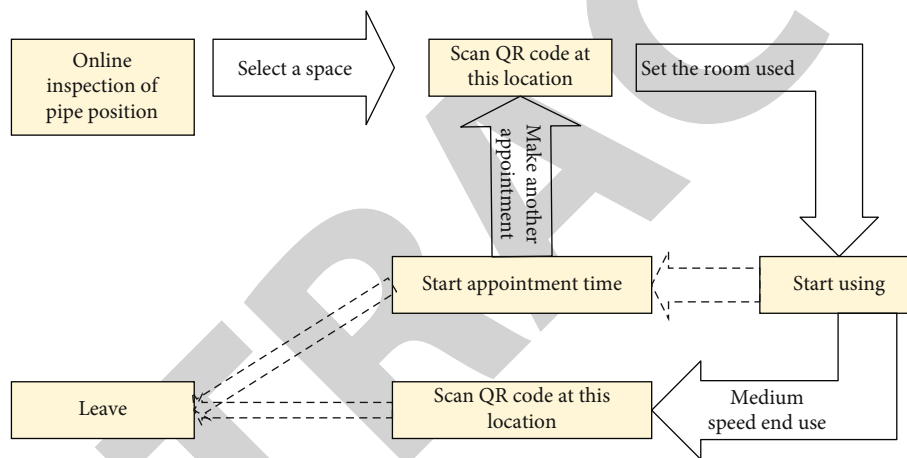 Online
inspection of
pipe position
Select a space
Scan QR code at
this location
Set the room used
Make another
appointment
Start appointment time
Start using
Leave
Scan QR code at this
location
Medium
speed end use
TRAC